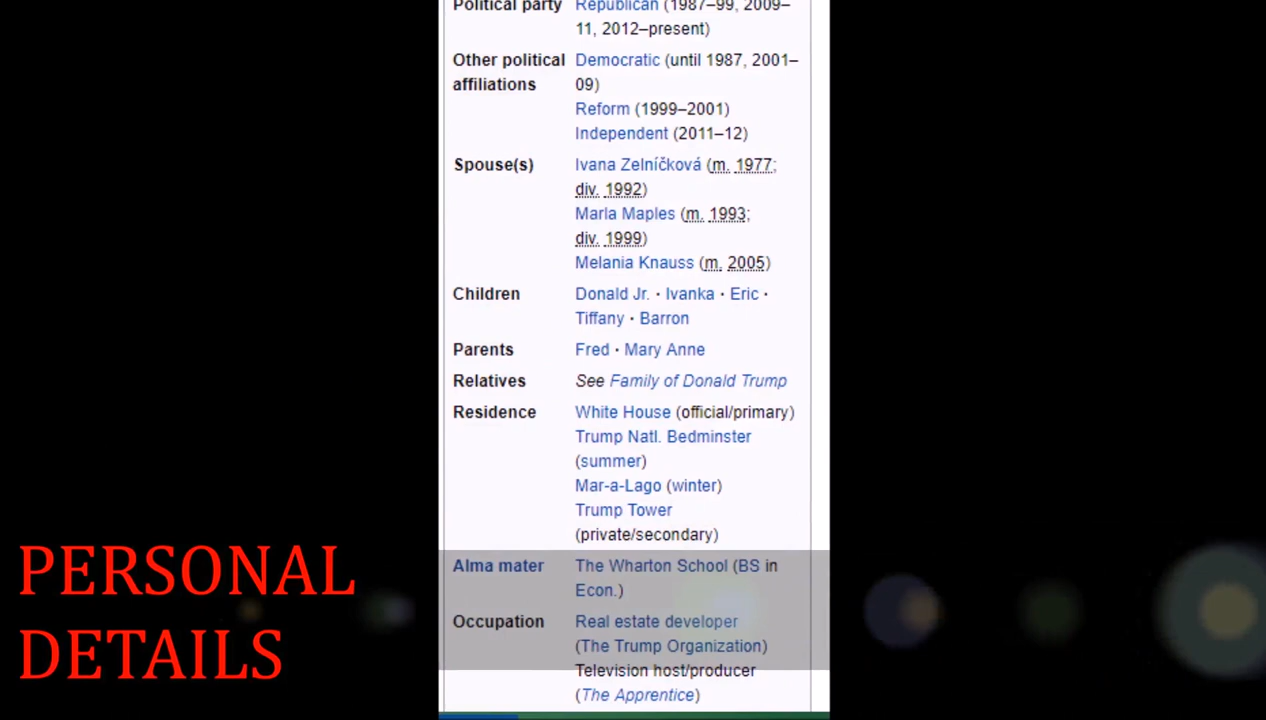 Political party Republican (1987–99, 2009–
11, 2012–present)
Other political Democratic (until 1987, 2001–
affiliations 09)
Reform (1999–2001)
Independent (2011–12)
Spouse(s) Ivana Zelníčková (m. 1977;
div. 1992)
Marla Maples (m. 1993;
div. 1999)
Melania Knauss (m. 2005)
Children Donald Jr. · Ivanka · Eric ·
Tiffany · Barron
Parents Fred · Mary Anne
Relatives See Family of Donald Trump
Residence White House (official/primary)
Trump Natl. Bedminster
(summer)
Mar-a-Lago (winter)
Trump Tower
(private/secondary)
Alma mater The Wharton School (BS in
Econ.)
Occupation Real estate developer
(The Trump Organization)
Television host/producer
(The Apprentice)
PERSONAL
DETAILS